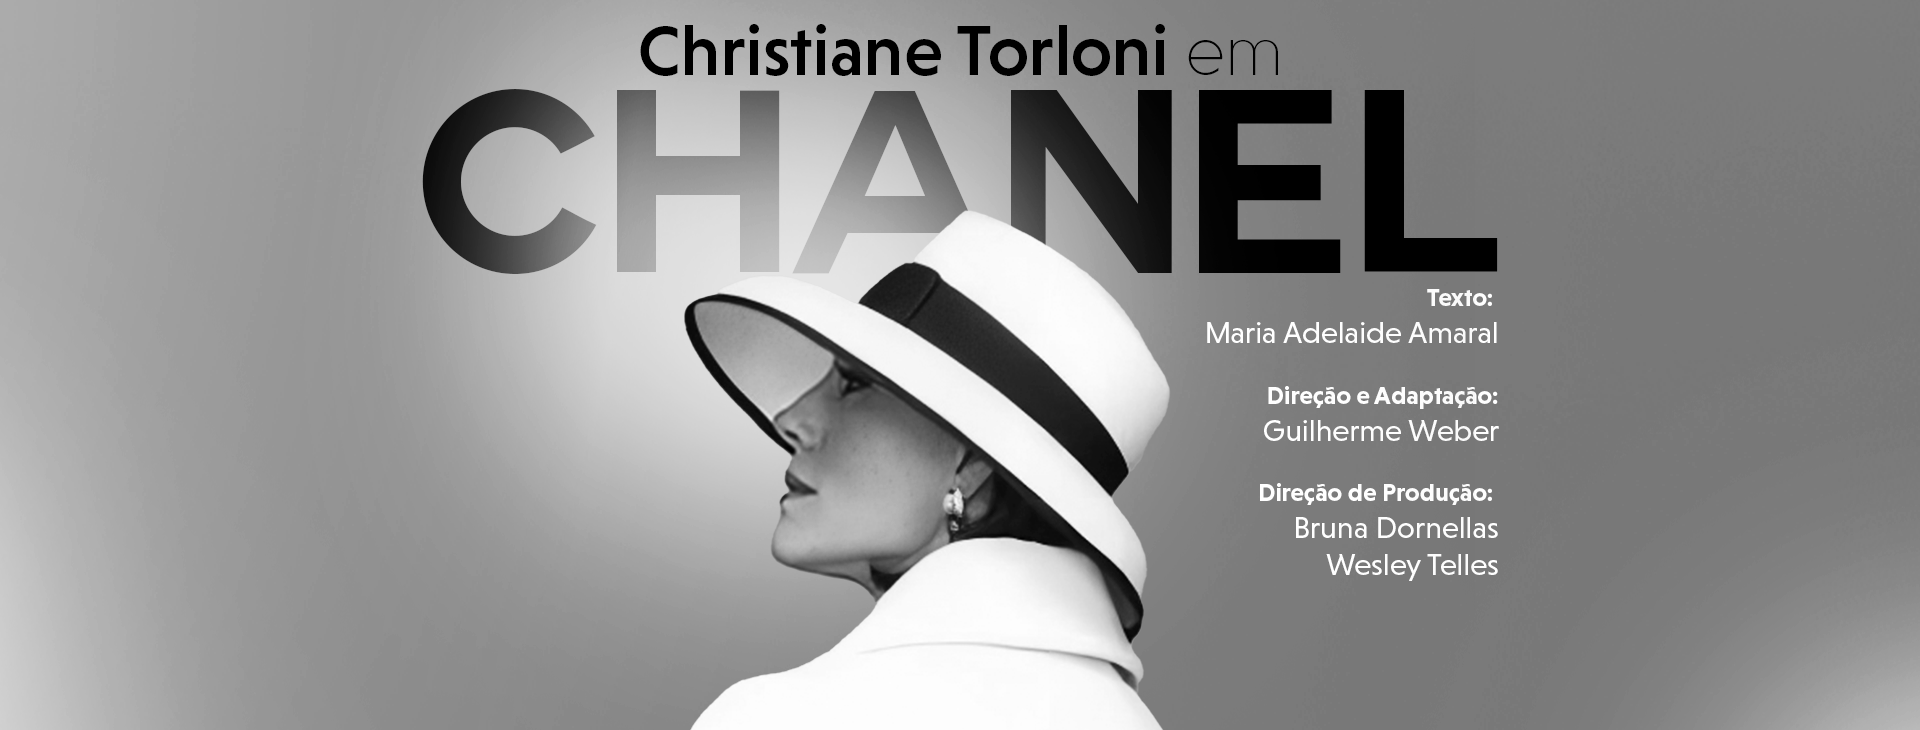 Christiane Torloni em
CHANEL
Texto:
Maria Adelaide Amaral
Direção e Adaptação:
Guilherme Weber
Direção de Produção:
Bruna Dornellas
Wesley Telles